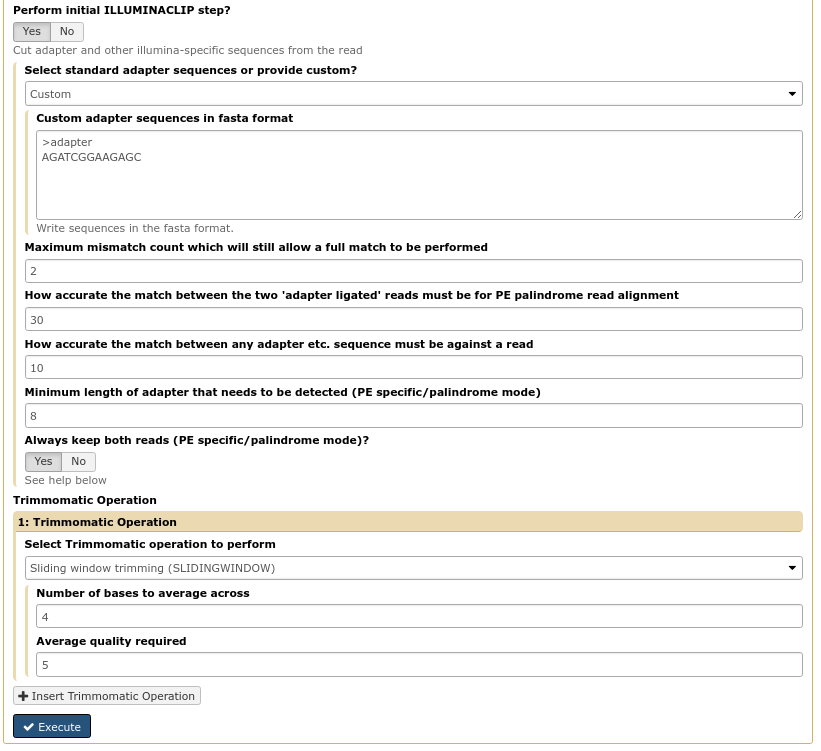 Perform initial ILLUMINACLIP step?
Yes No
Cut adapter and other illumina-specific sequences from the read
Select standard adapter sequences or provide custom?
Custom
Custom adapter sequences in fasta format
>adapter
AGATCGGAAGAGC
Write sequences in the fasta format.
Maximum mismatch count which will still allow a full match to be performed
2
How accurate the match between the two 'adapter ligated' reads must be for PE palindrome read alignment
30
How accurate the match between any adapter etc. sequence must be against a read
10
Minimum length of adapter that needs to be detected (PE specific/palindrome mode)
8
Always keep both reads (PE specific/palindrome mode)?
Yes No
See help below
Trimmomatic Operation
1: Trimmomatic Operation
Select Trimmomatic operation to perform
Sliding window trimming (SLIDINGWINDOW)
Number of bases to average across
4
Average quality required
5
Insert Trimmomatic Operation
Execute